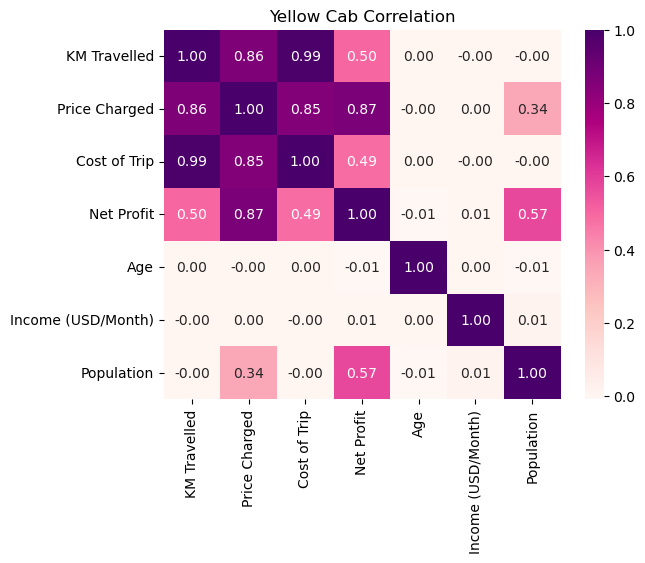 Yellow Cab Correlation
KM Travelled 1.00 0.86 0.99 0.50 0.00 -0.00 -0.00
Price Charged 0.86 1.00 0.85 0.87 -0.00 0.00 0.34
Cost of Trip 0.99 0.85 1.00 0.49 0.00 -0.00 -0.00
Net Profit 0.50 0.87 0.49 1.00 -0.01 0.01 0.57
Age 0.00 -0.00 0.00 -0.01 1.00 0.00 -0.01
Income (USD/Month) -0.00 0.00 -0.00 0.01 0.00 1.00 0.01
Population -0.00 0.34 -0.00 0.57 -0.01 0.01 1.00
KM Travelled
Price Charged
Cost of Trip
Net Profit
Age
Income (USD/Month)
Population
1.0
0.8
0.6
0.4
0.2
0.0